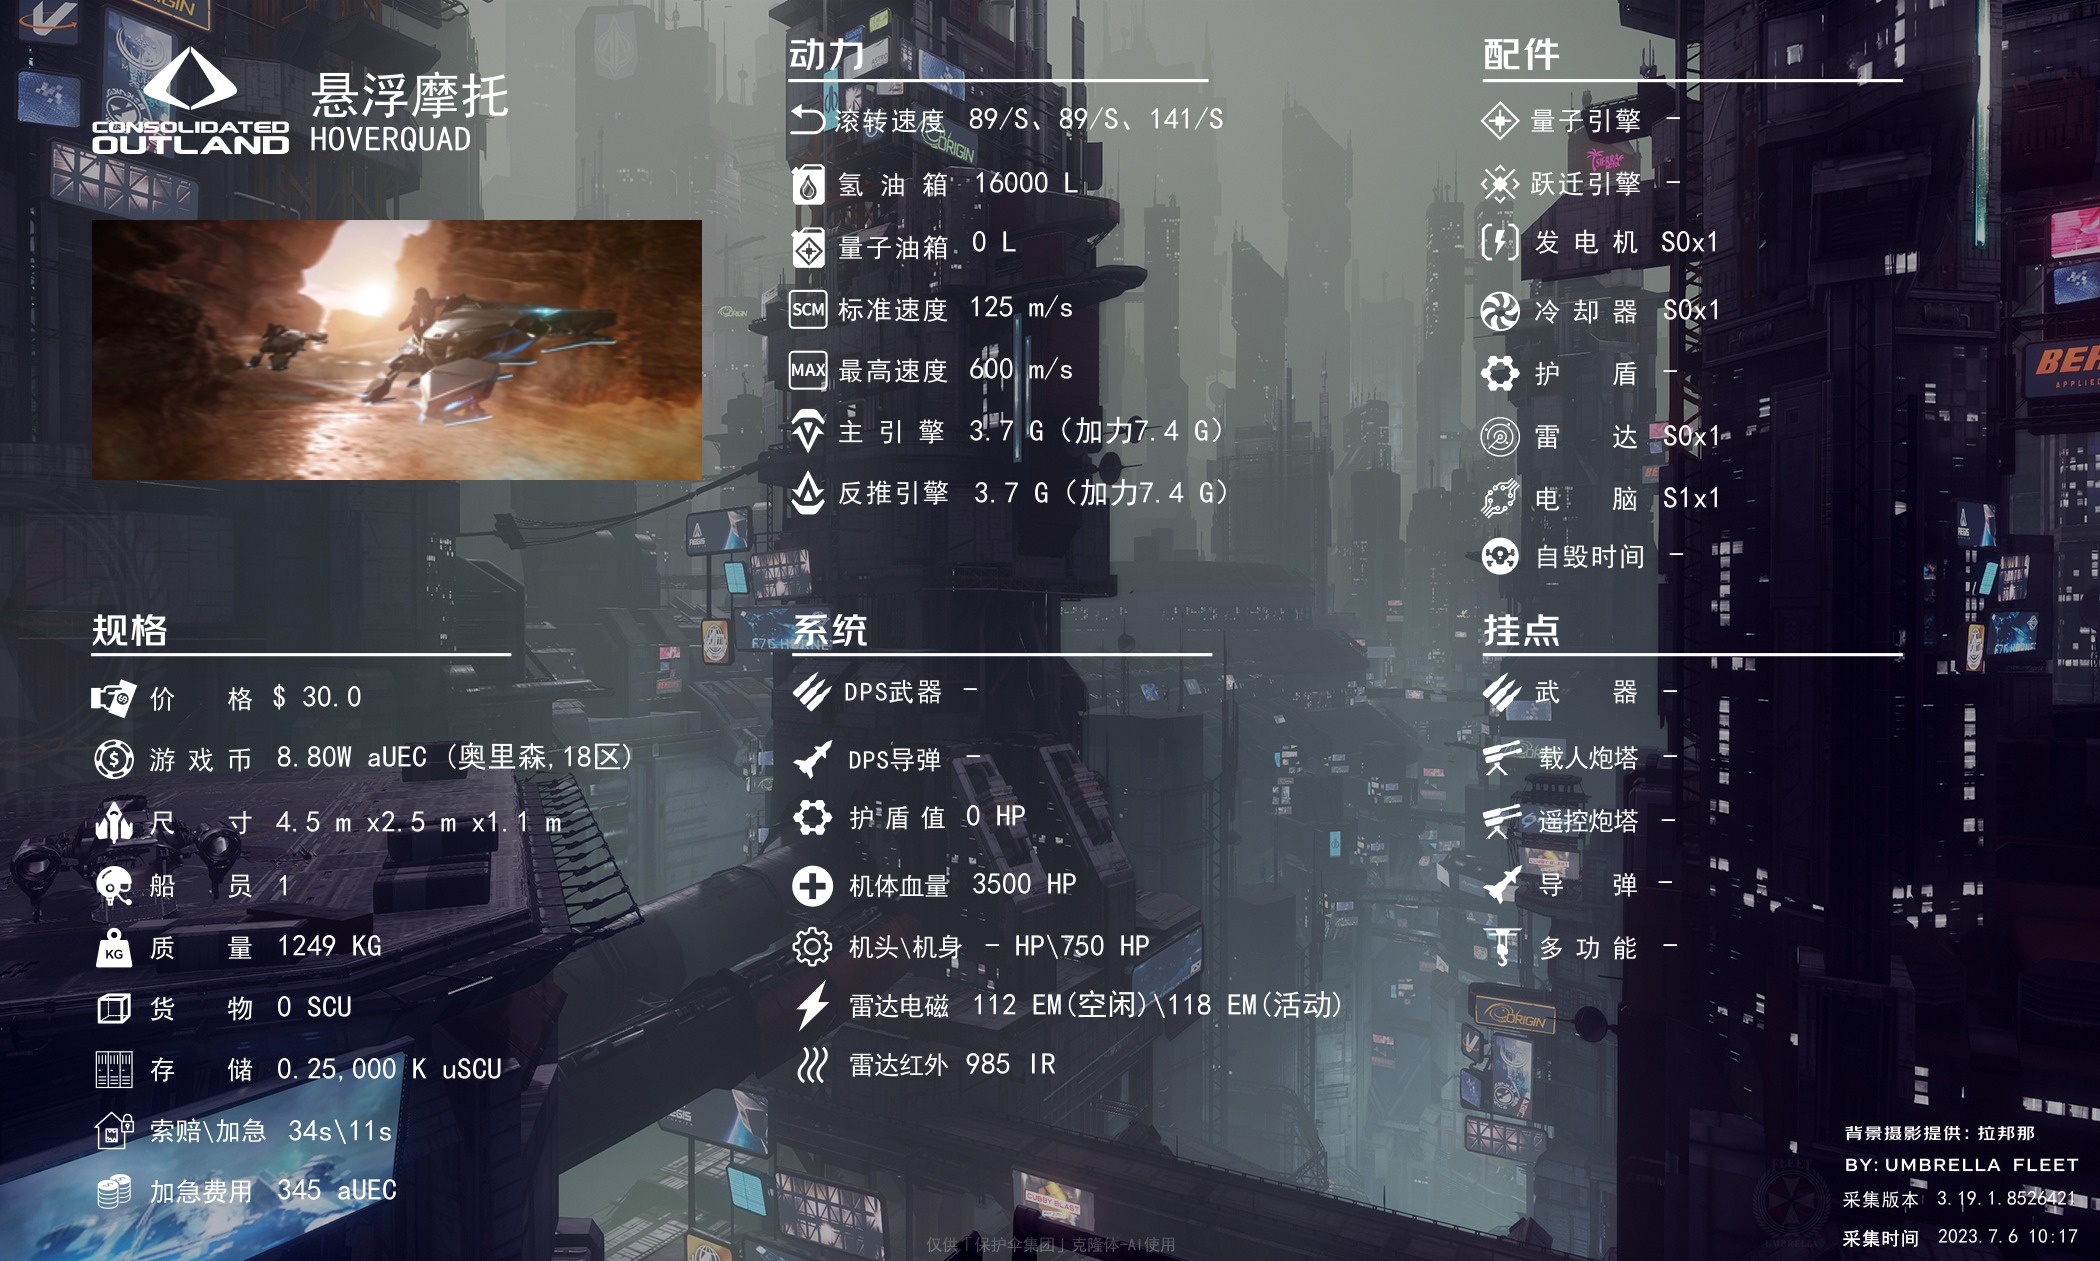 CONSOLIDATED
OUTLAND
悬浮摩托
HOVERQUAD
动力
滚转速度 89/S、89/S、141/S
氢油箱 16000 L
量子油箱 0 L
SCM 标准速度 125 m/s
MAX 最高速度 600 m/s
主引擎 3.7 G（加力7.4 G）
反推引擎 3.7 G（加力7.4 G）
配件
量子引擎 -
跃迁引擎 -
发电机 S0x1
冷却器 S0x1
护盾 -
雷达 S0x1
电脑 S1x1
自毁时间 -
规格
价格 $ 30.0
游戏币 8.80W aUEC (奥里森,18区)
尺寸 4.5 m x2.5 m x1.1 m
船员 1
KG 质量 1249 KG
货物 0 SCU
存储 0.25,000 K uSCU
索赔\加急 34s\11s
加急费用 345 aUEC
系统
DPS武器 -
DPS导弹 -
护盾值 0 HP
机体血量 3500 HP
机头\机身 - HP\750 HP
雷达电磁 112 EM(空闲)\118 EM(活动)
雷达红外 985 IR
挂点
武器 -
载人炮塔 -
遥控炮塔 -
导弹 -
多功能 -
ORIGIN
SIERRA
AEGIS
F7C HORNE
ORIGIN
CUBBY BLAST
BER
APPLIED
背景摄影提供：拉邦那
BY: UMBRELLA FLEET
采集版本 3.19.1.8526421
采集时间 2023.7.6 10:17
仅供｜保护伞集团｜克隆体-AI使用